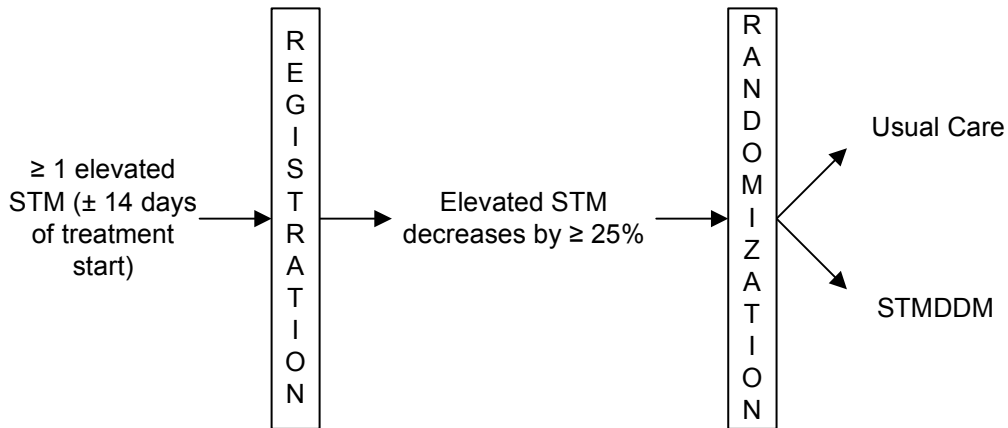 ≥ 1 elevated
STM (± 14 days
of treatment
start)
R
E
G
I
S
T
R
A
T
I
O
N
Elevated STM
decreases by ≥ 25%
R
A
N
D
O
M
I
Z
A
T
I
O
N
Usual Care
STMDDM